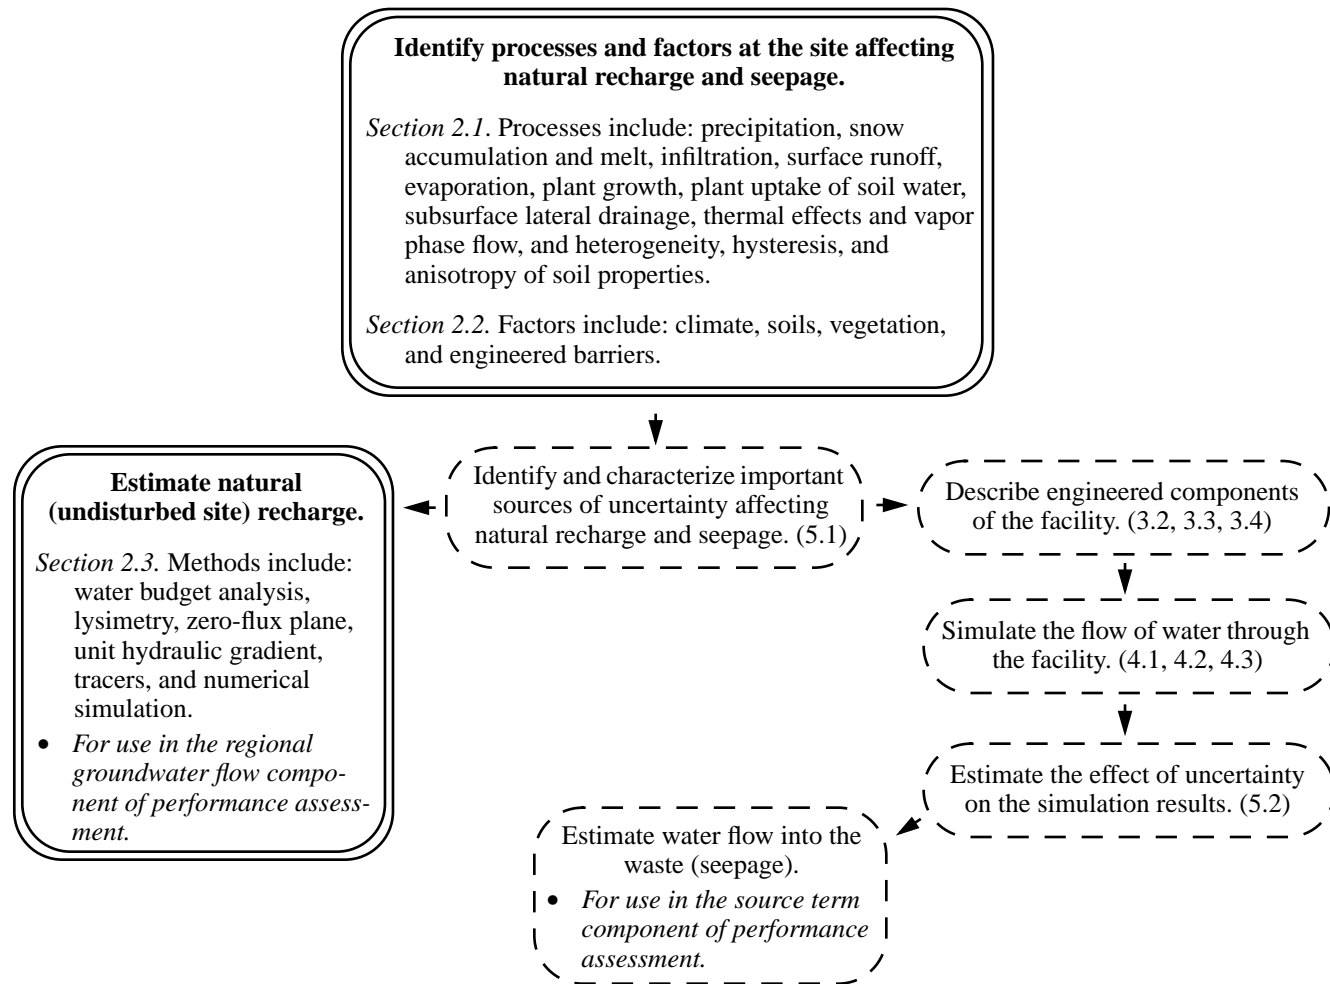 Identify processes and factors at the site affecting
natural recharge and seepage.
Section 2.1. Processes include: precipitation, snow
accumulation and melt, infiltration, surface runoff,
evaporation, plant growth, plant uptake of soil water,
subsurface lateral drainage, thermal effects and vapor
phase flow, and heterogeneity, hysteresis, and
anisotropy of soil properties.
Section 2.2. Factors include: climate, soils, vegetation,
and engineered barriers.
Identify and characterize important
sources of uncertainty affecting
natural recharge and seepage. (5.1)
Estimate natural
(undisturbed site) recharge.
Section 2.3. Methods include:
water budget analysis,
lysimetry, zero-flux plane,
unit hydraulic gradient,
tracers, and numerical
simulation.
• For use in the regional
groundwater flow compo-
nent of performance assess-
ment.
Describe engineered components
of the facility. (3.2, 3.3, 3.4)
Simulate the flow of water through
the facility. (4.1, 4.2, 4.3)
Estimate the effect of uncertainty
on the simulation results. (5.2)
Estimate water flow into the
waste (seepage).
• For use in the source term
component of performance
assessment.